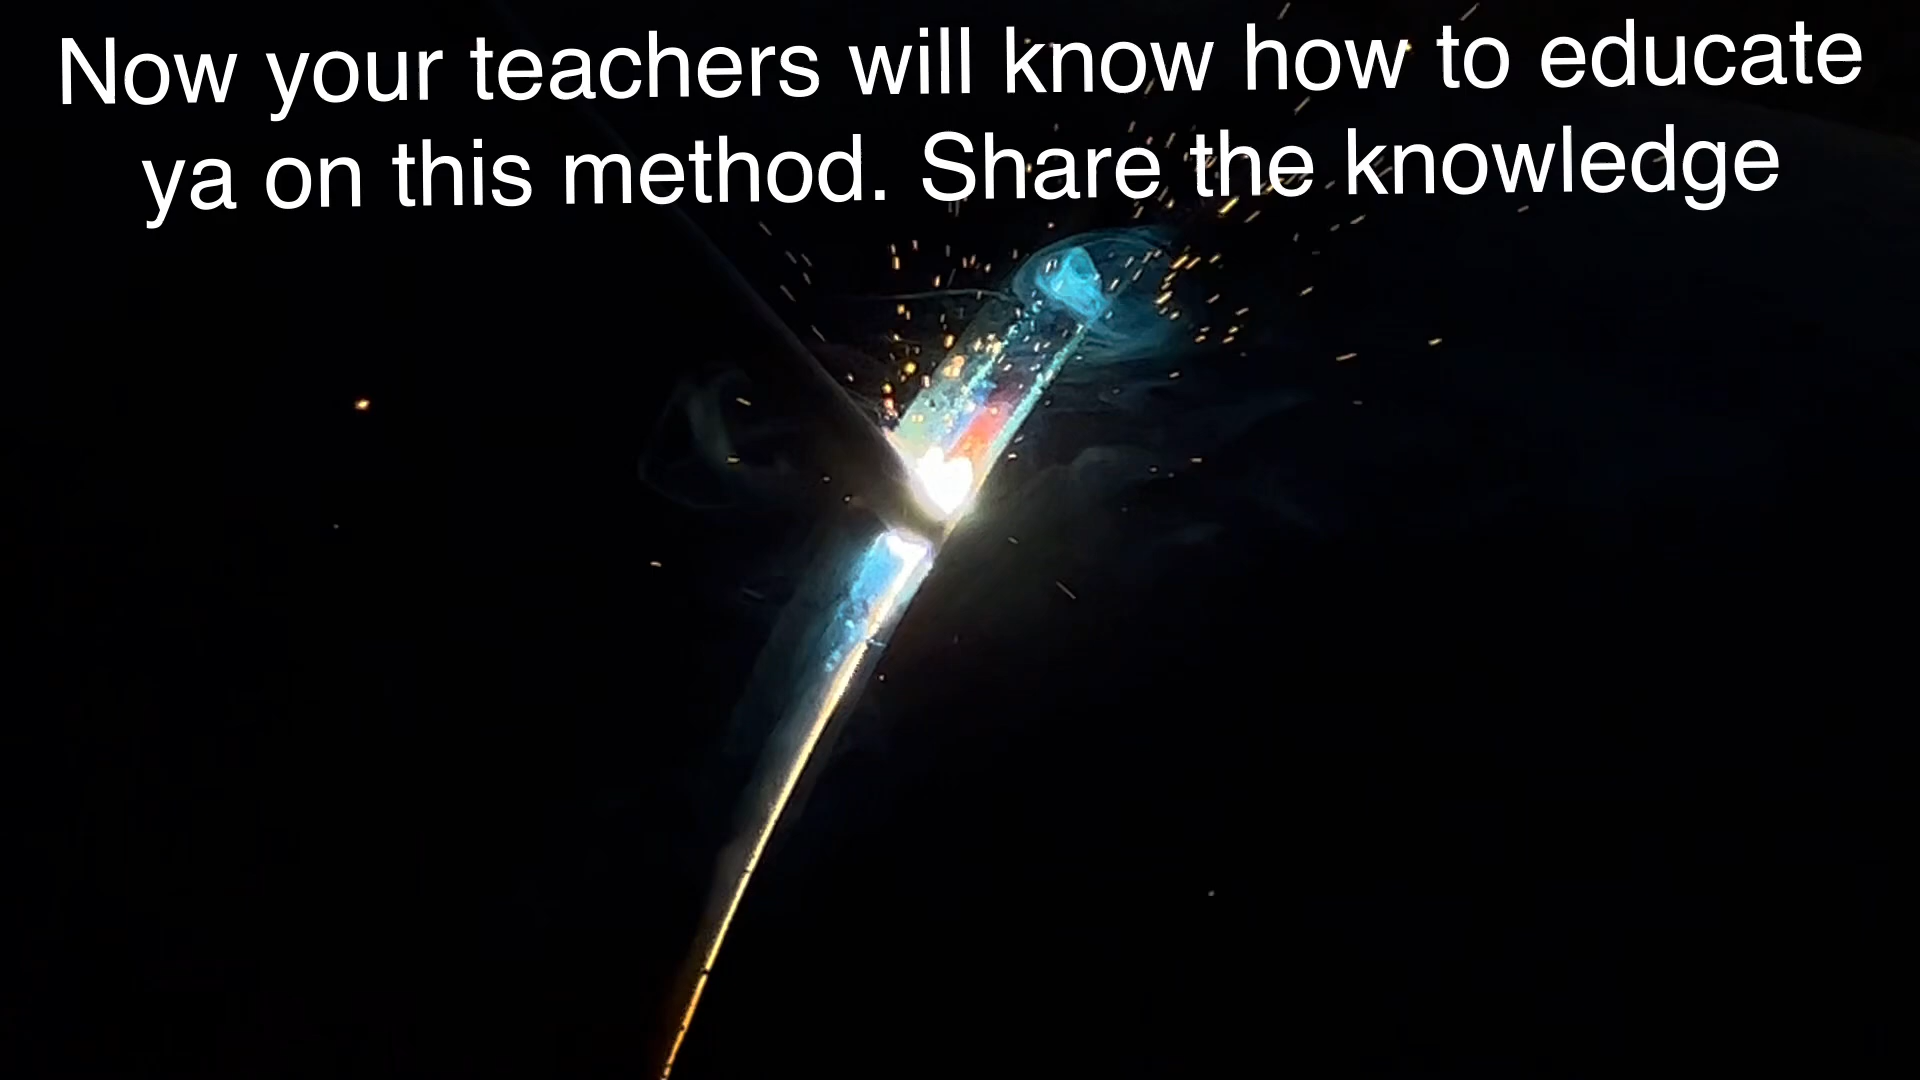 Now your teachers will know how to educate
ya on this method. Share the knowledge